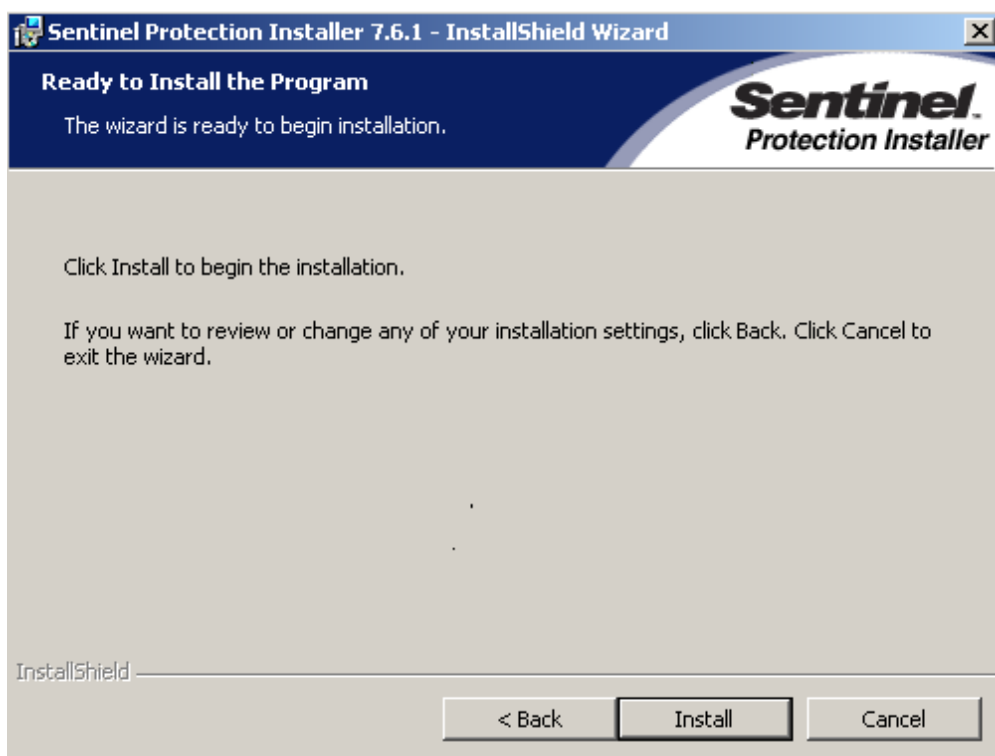 Sentinel Protection Installer 7.6.1 - InstallShield Wizard
Ready to Install the Program
The wizard is ready to begin installation.
Sentinel.
Protection Installer
Click Install to begin the installation.
If you want to review or change any of your installation settings, click Back. Click Cancel to
exit the wizard.
InstallShield
< Back
Install
Cancel